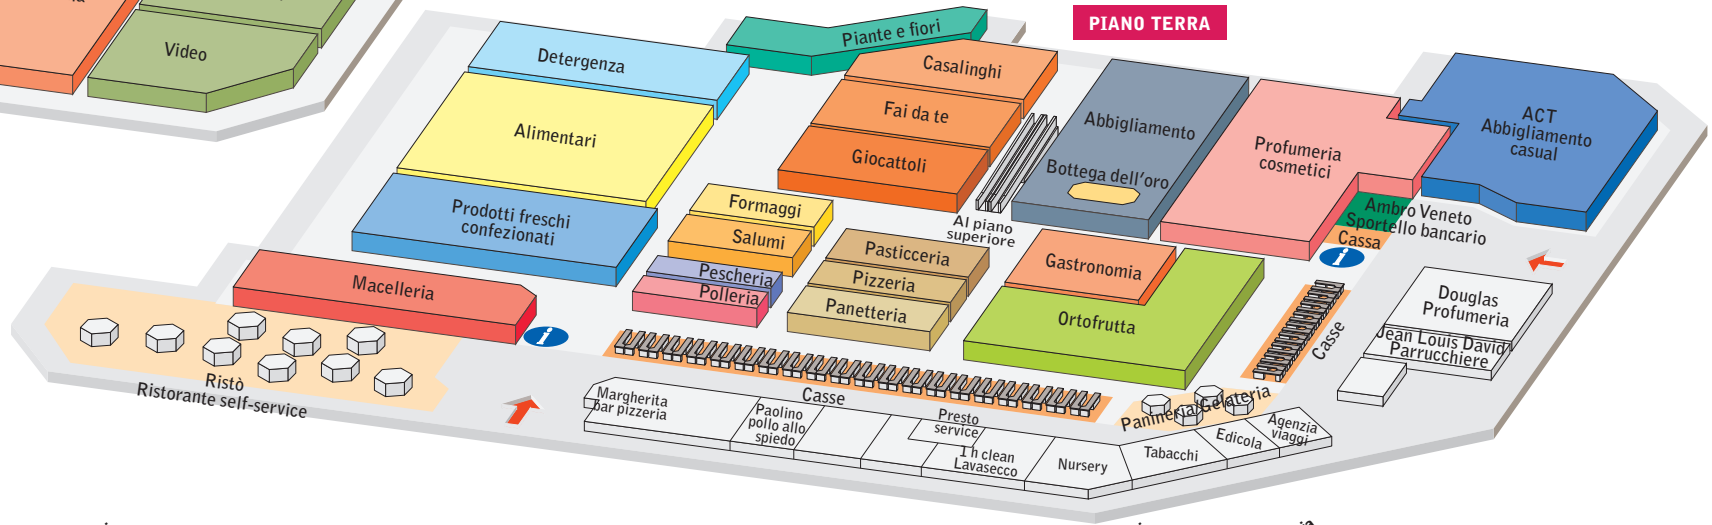 PIANO TERRA
Video
Detergenza
Piante e fiori
Casalinghi
Alimentari
Fai da te
Giocattoli
Abbigliamento
Bottega dell'oro
Profumeria
cosmetici
ACT
Abbigliamento
casual
Prodotti freschi
confezionati
Formaggi
Salumi
Pescheria
Polleria
Al piano
superiore
Pasticceria
Pizzeria
Panetteria
Gastronomia
Ortofrutta
Ambro Veneto
Sportello bancario
Cassa
i
Macelleria
i
Ristò
Ristorante self-service
Casse
Casse
Douglas
Profumeria
Jean Louis David
Parrucchiere
Margherita
bar pizzeria
Paolino
pollo allo
spiedo
Presto
service
1 h clean
Lavasecco
Nursery
Panineria/Gelateria
Tabacchi
Edicola
Agenzia
viaggi